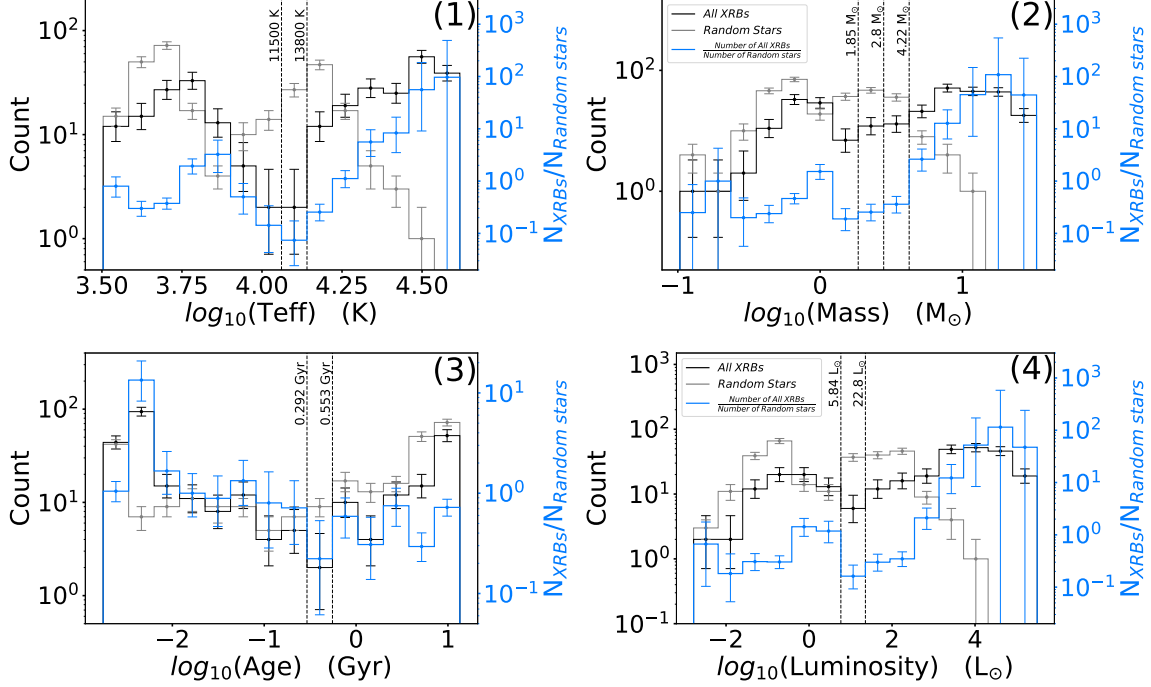 (1)
10²
10¹
10⁰
Count
11500 K
13800 K
10²
10¹
10⁰
10⁻¹
N_XRBs/N_Random stars
3.50 3.75 4.00 4.25 4.50
log₁₀(Teff) (K)
(2)
All XRBs
Random Stars
Number of All XRBs
Number of Random stars
1.85 M⊙
2.8 M⊙
4.22 M⊙
10²
10⁰
Count
10²
10¹
10⁰
10⁻¹
N_XRBs/N_Random stars
−1 0 1
log₁₀(Mass) (M⊙)
(3)
0.292 Gyr
0.553 Gyr
10²
10¹
10⁰
Count
10¹
10⁰
10⁻¹
N_XRBs/N_Random stars
−2 −1 0 1
log₁₀(Age) (Gyr)
(4)
All XRBs
Random Stars
Number of All XRBs
Number of Random stars
5.84 L⊙
22.8 L⊙
10³
10²
10¹
10⁰
10⁻¹
Count
10²
10¹
10⁰
10⁻¹
N_XRBs/N_Random stars
−2 0 2 4
log₁₀(Luminosity) (L⊙)